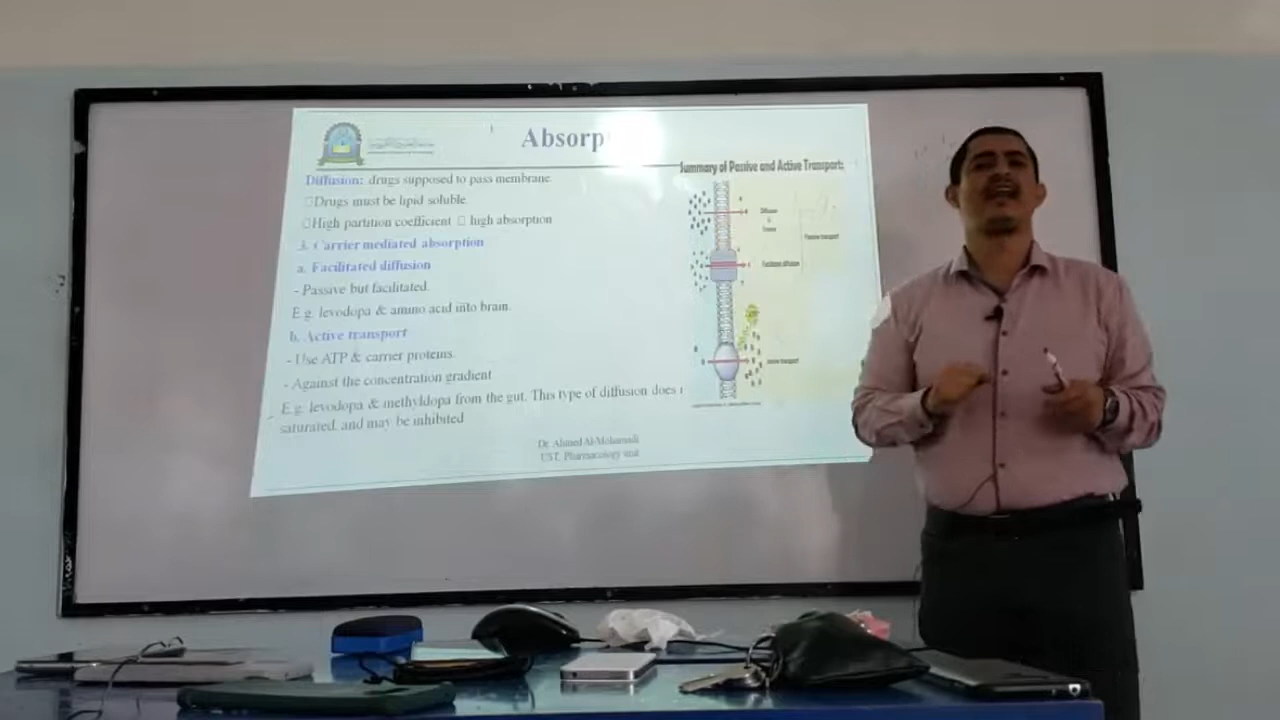 Absorp
Diffusion: drugs supposed to pass membrane.
□Drugs must be lipid soluble.
□High partition coefficient □ high absorption
3. Carrier mediated absorption
a. Facilitated diffusion
- Passive but facilitated.
E.g. levodopa & amino acid into brain.
b. Active transport
- Use ATP & carrier proteins.
- Against the concentration gradient
E.g. levodopa & methyldopa from the gut. This type of diffusion does
saturated, and may be inhibited
Dr. Ahmed Al-Mohamadi
UST, Pharmacology unit
Summary of Passive and Active Transport:
Diffusion
Passive transport
Facilitated diffusion
Active transport